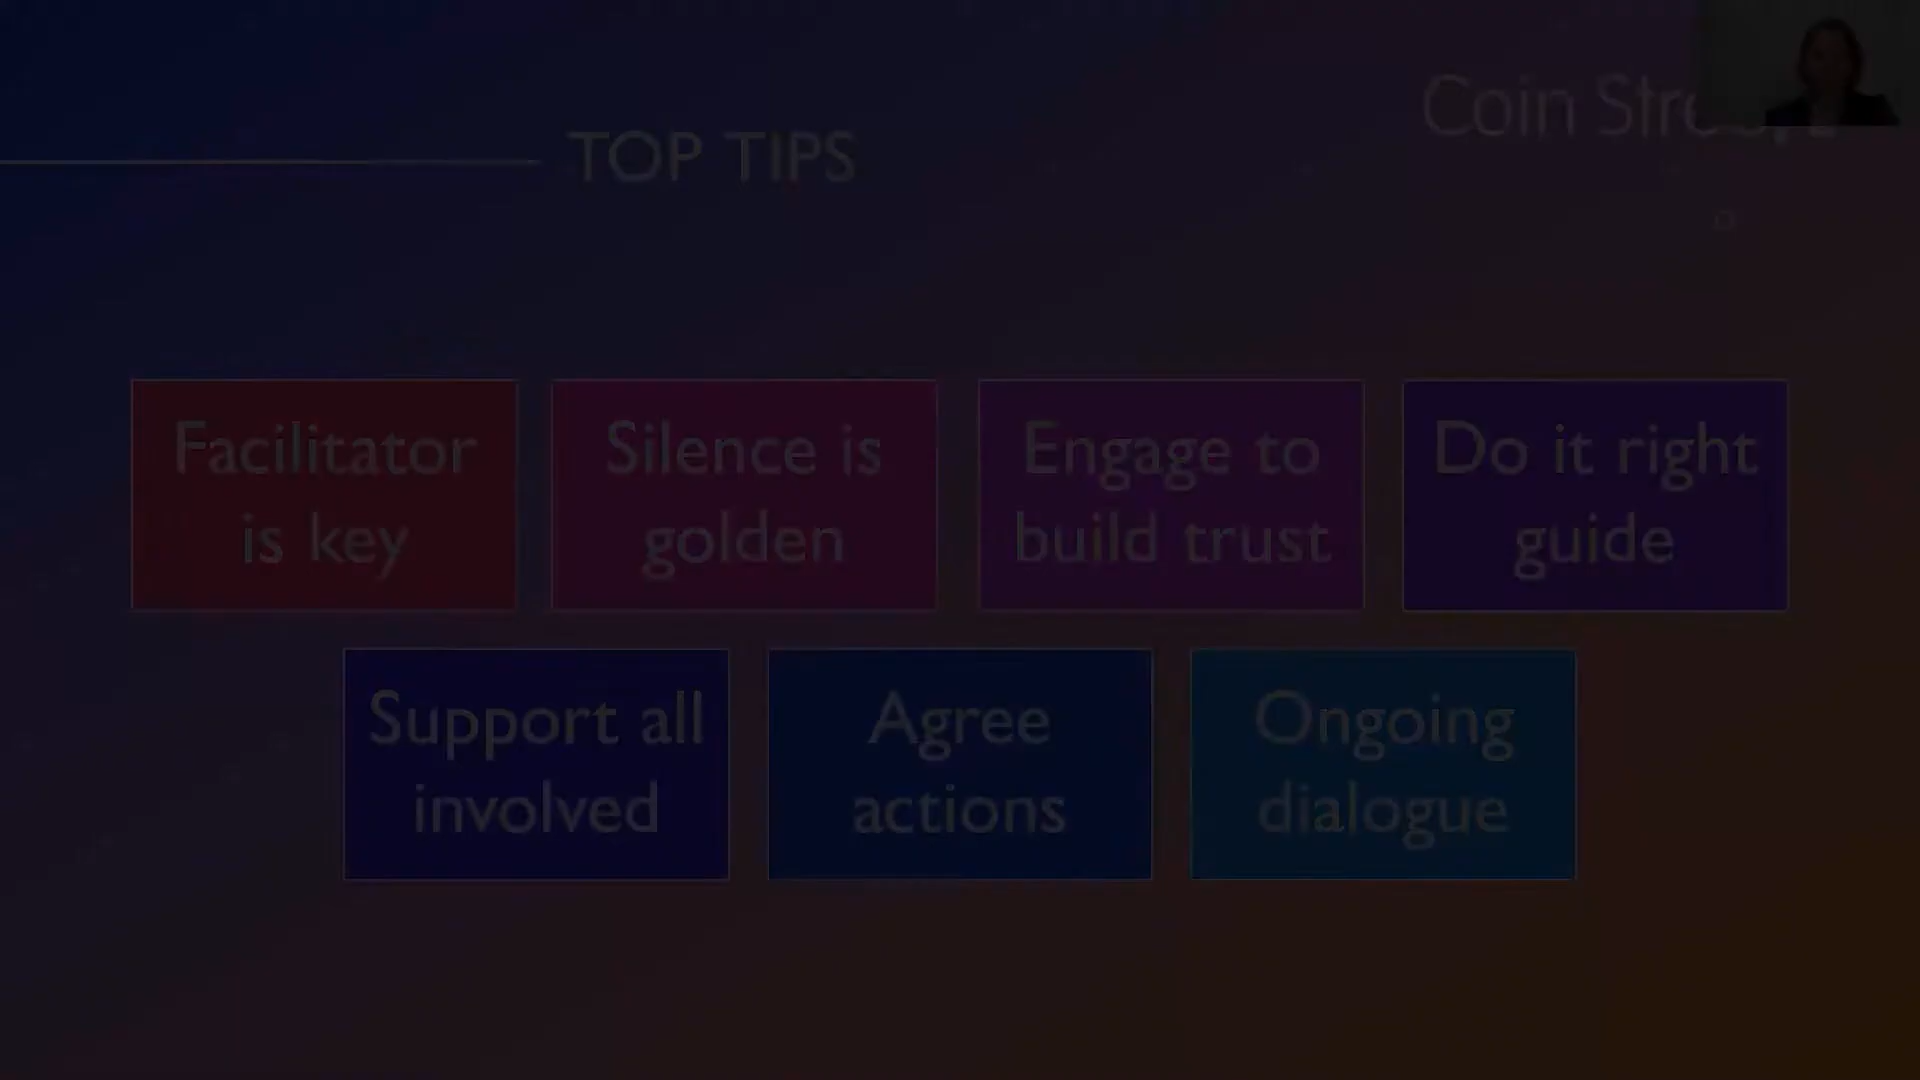 Coin Street
TOP TIPS
Facilitator
is key
Silence is
golden
Engage to
build trust
Do it right
guide
Support all
involved
Agree
actions
Ongoing
dialogue